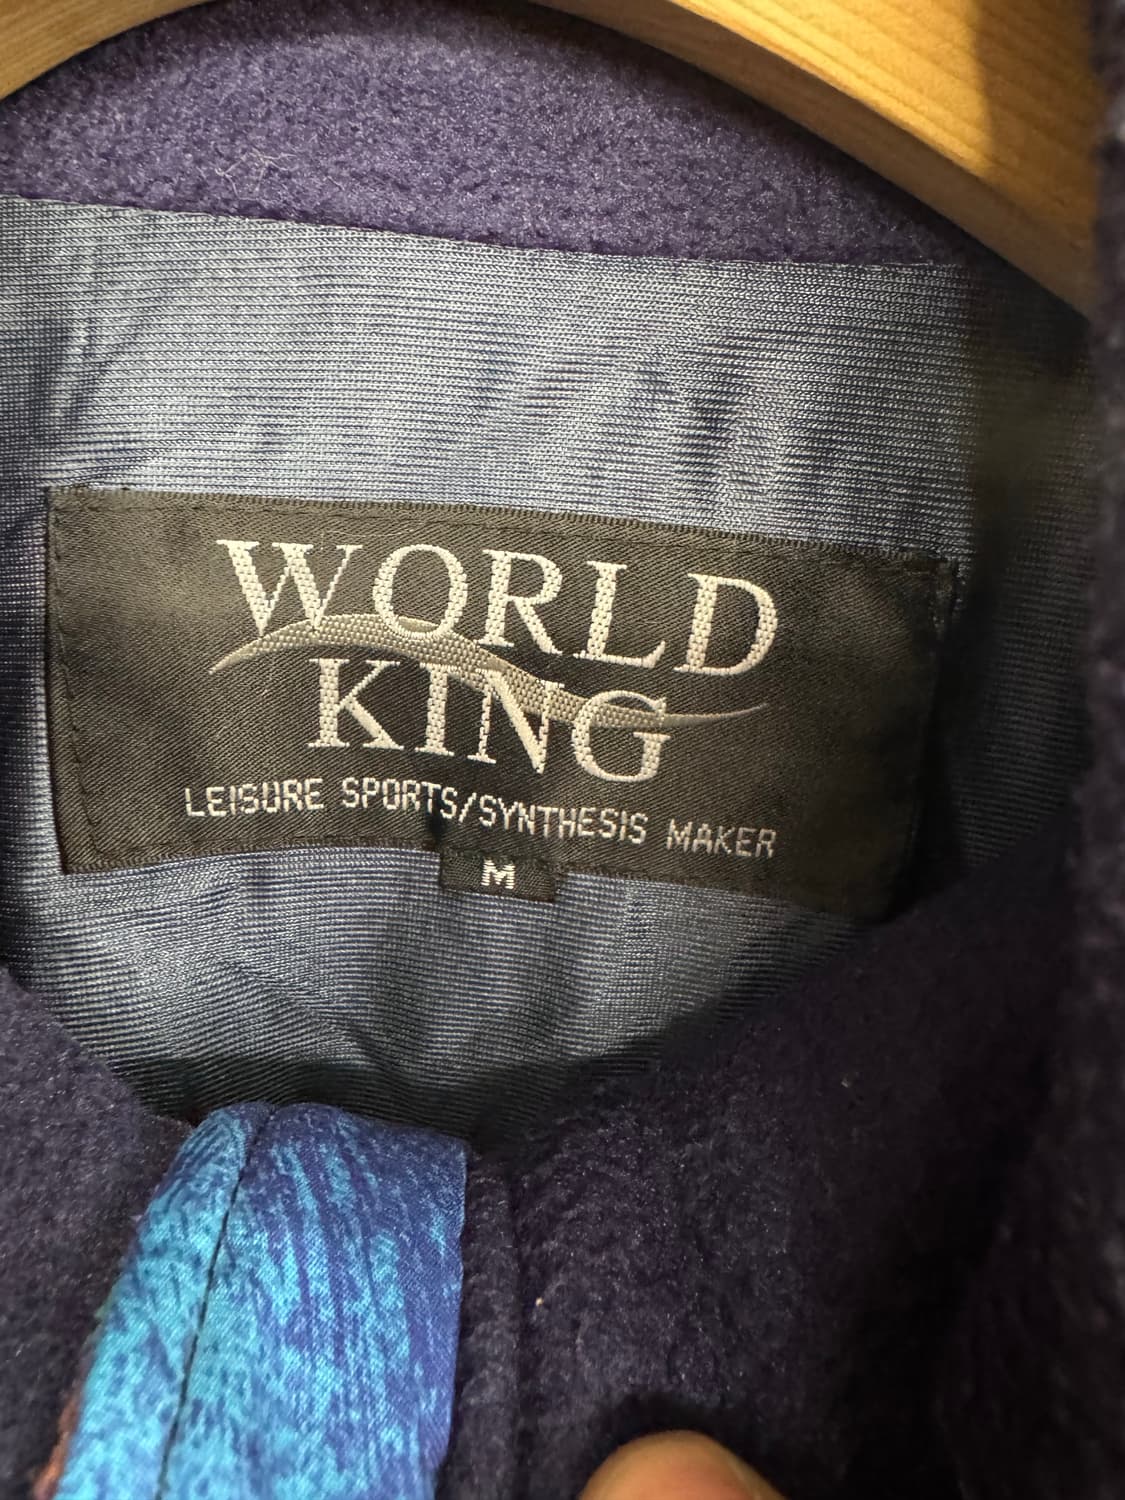 WORLD
KING
LEISURE SPORTS/SYNTHESIS MAKER
M